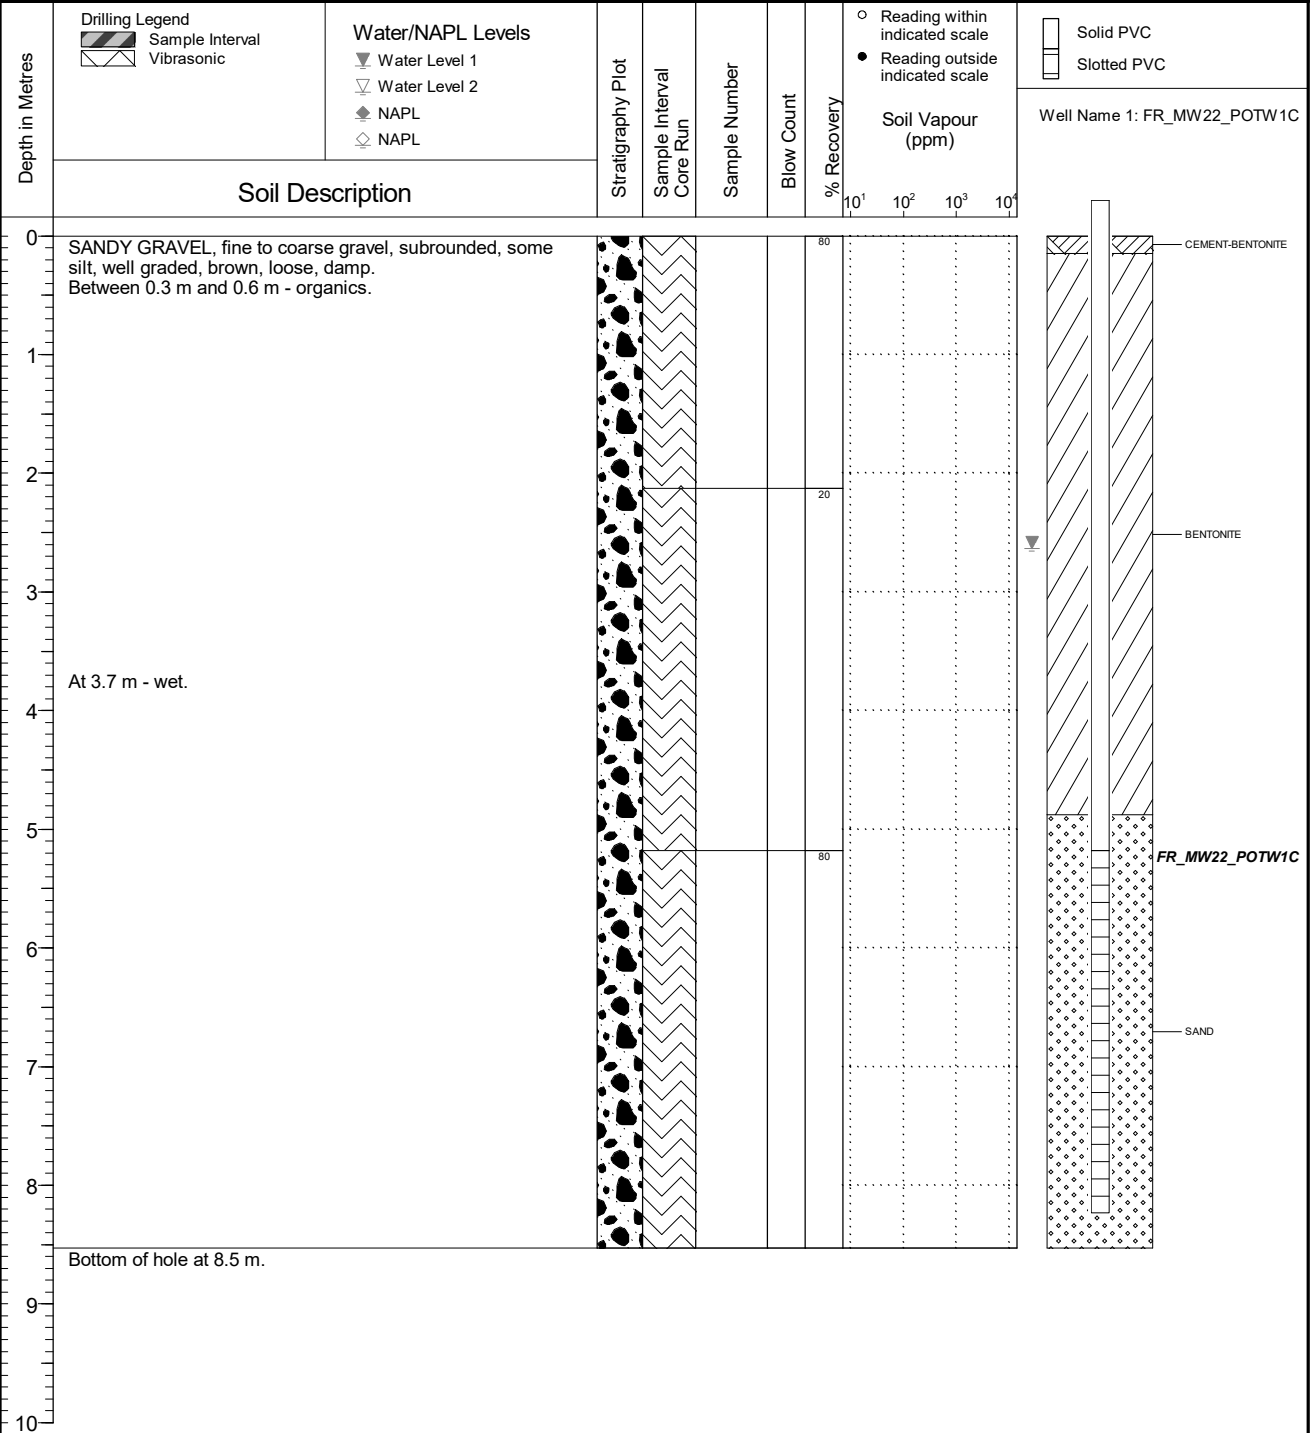 Depth in Metres
Drilling Legend
Sample Interval
Vibrasonic
Water/NAPL Levels
Water Level 1
Water Level 2
NAPL
NAPL
Soil Description
Stratigraphy Plot
Sample Interval
Core Run
Sample Number
Blow Count
% Recovery
Reading within
indicated scale
Reading outside
indicated scale
Soil Vapour
(ppm)
10¹ 10² 10³ 10⁴
Solid PVC
Slotted PVC
Well Name 1: FR_MW22_POTW1C
0
SANDY GRAVEL, fine to coarse gravel, subrounded, some
silt, well graded, brown, loose, damp.
Between 0.3 m and 0.6 m - organics.
80
CEMENT-BENTONITE
1
2
20
BENTONITE
3
At 3.7 m - wet.
4
5
80
FR_MW22_POTW1C
6
SAND
7
8
Bottom of hole at 8.5 m.
9
10